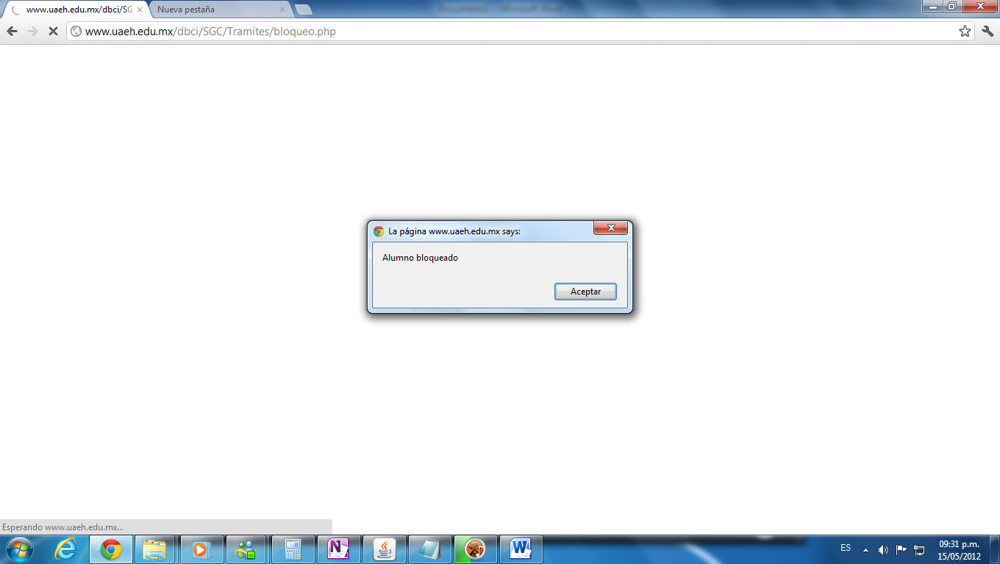 www.uaeh.edu.mx/dbci/SG
Nueva pestaña
www.uaeh.edu.mx/dbci/SGC/Tramites/bloqueo.php
La página www.uaeh.edu.mx says:
Alumno bloqueado
Aceptar
Esperando www.uaeh.edu.mx...
ES
09:31 p.m.
15/05/2012